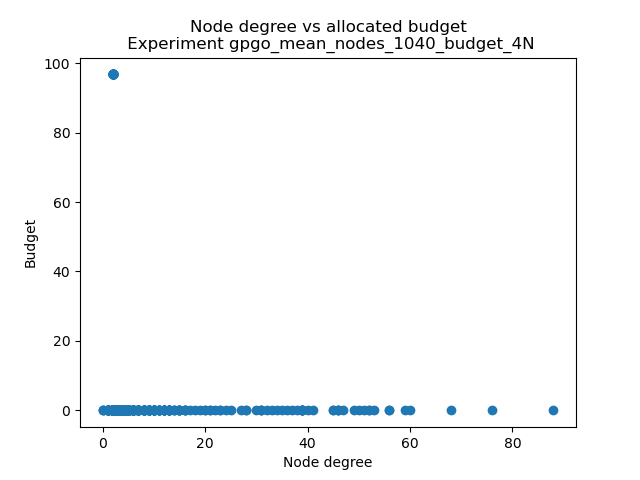 Node degree vs allocated budget
Experiment gpgo_mean_nodes_1040_budget_4N
100
80
60
40
20
0
Budget
0 20 40 60 80
Node degree